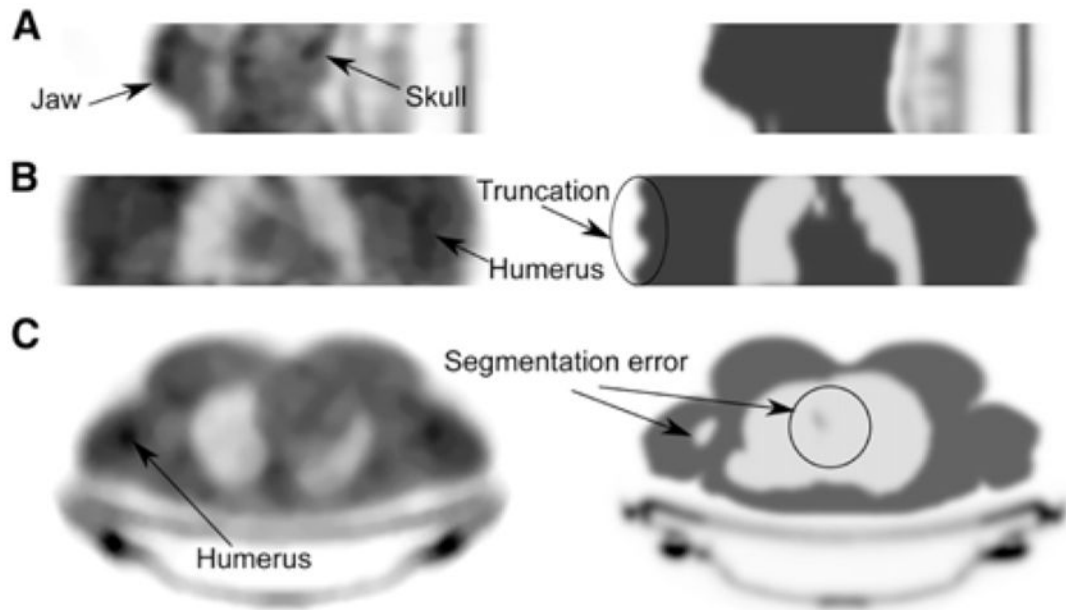 A
Jaw
Skull
B
Truncation
Humerus
C
Segmentation error
Humerus